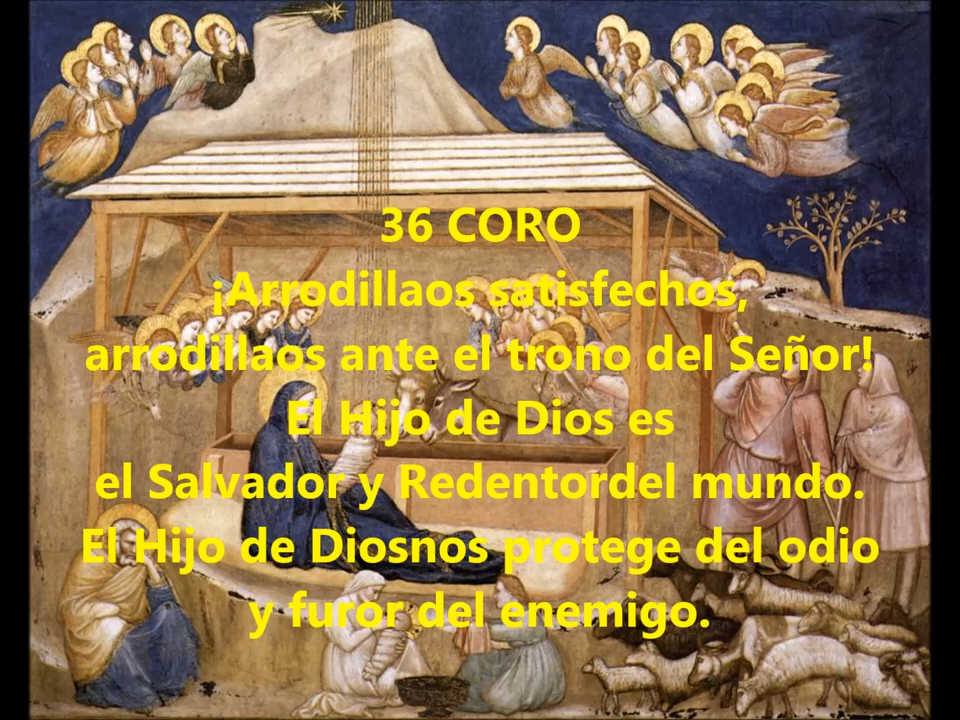 36 CORO
¡Arrodillaos satisfechos,
arrodillaos ante el trono del Señor!
El Hijo de Dios es
el Salvador y Redentordel mundo.
El Hijo de Diosnos protege del odio
y furor del enemigo.